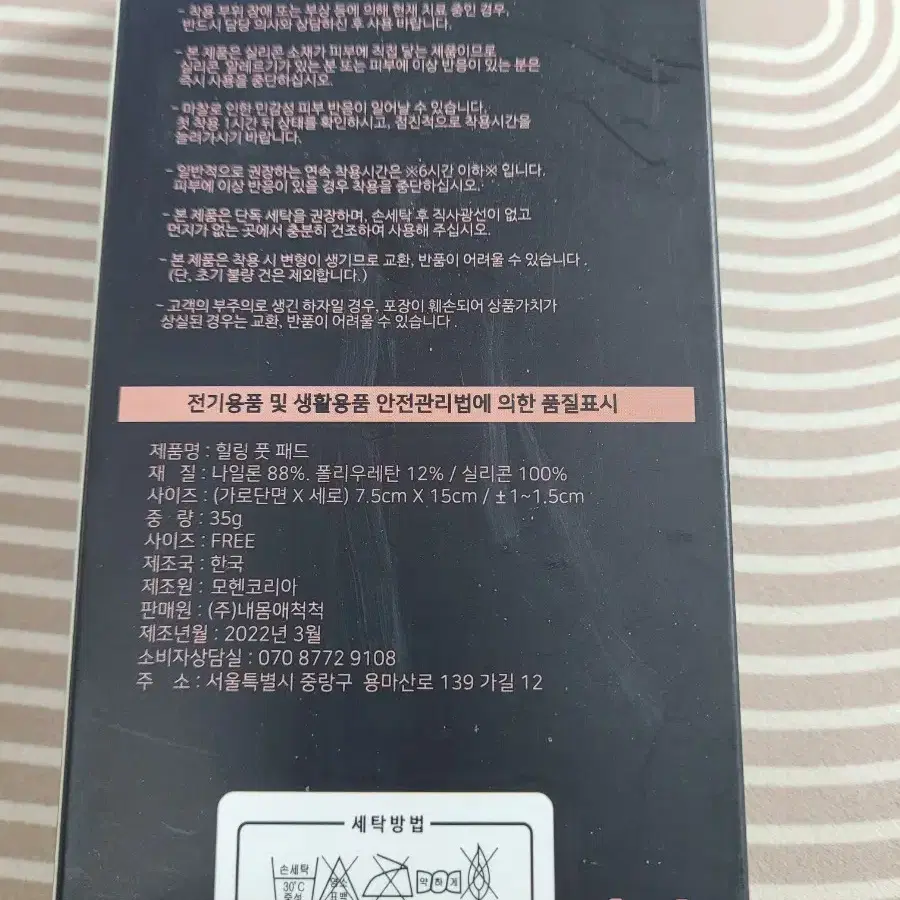 - 착용 부위 장애 또는 부상 등에 의해 현재 치료 중인 경우,
반드시 담당 의사와 상담하신 후 사용 바랍니다.
- 본 제품은 실리콘 소재가 피부에 직접 닿는 제품이므로
실리콘 알레르기가 있는 분 또는 피부에 이상 반응이 있는 분은
즉시 사용을 중단하십시오.
- 마찰로 인한 민감성 피부 반응이 일어날 수 있습니다.
첫 착용 1시간 뒤 상태를 확인하시고, 점진적으로 착용시간을
늘려가시기 바랍니다.
- 일반적으로 권장하는 연속 착용시간은 ※6시간 이하※ 입니다.
피부에 이상 반응이 있을 경우 착용을 중단하십시오.
- 본 제품은 단독 세탁을 권장하며, 손세탁 후 직사광선이 없고
먼지가 없는 곳에서 충분히 건조하여 사용해 주십시오.
- 본 제품은 착용 시 변형이 생기므로 교환, 반품이 어려울 수 있습니다.
(단, 초기 불량 건은 제외합니다.)
- 고객의 부주의로 생긴 하자일 경우, 포장이 훼손되어 상품가치가
상실된 경우는 교환, 반품이 어려울 수 있습니다.
전기용품 및 생활용품 안전관리법에 의한 품질표시
제품명 : 힐링 풋 패드
재 질 : 나일론 88%. 폴리우레탄 12% / 실리콘 100%
사이즈 : (가로단면 X 세로) 7.5cm X 15cm / ±1~1.5cm
중 량 : 35g
사이즈 : FREE
제조국 : 한국
제조원 : 모헨코리아
판매원 : (주)내몸애척척
제조년월 : 2022년 3월
소비자상담실 : 070 8772 9108
주 소 : 서울특별시 중랑구 용마산로 139 가길 12
세탁방법
손세탁
30℃
중성
염소
표백
약하게